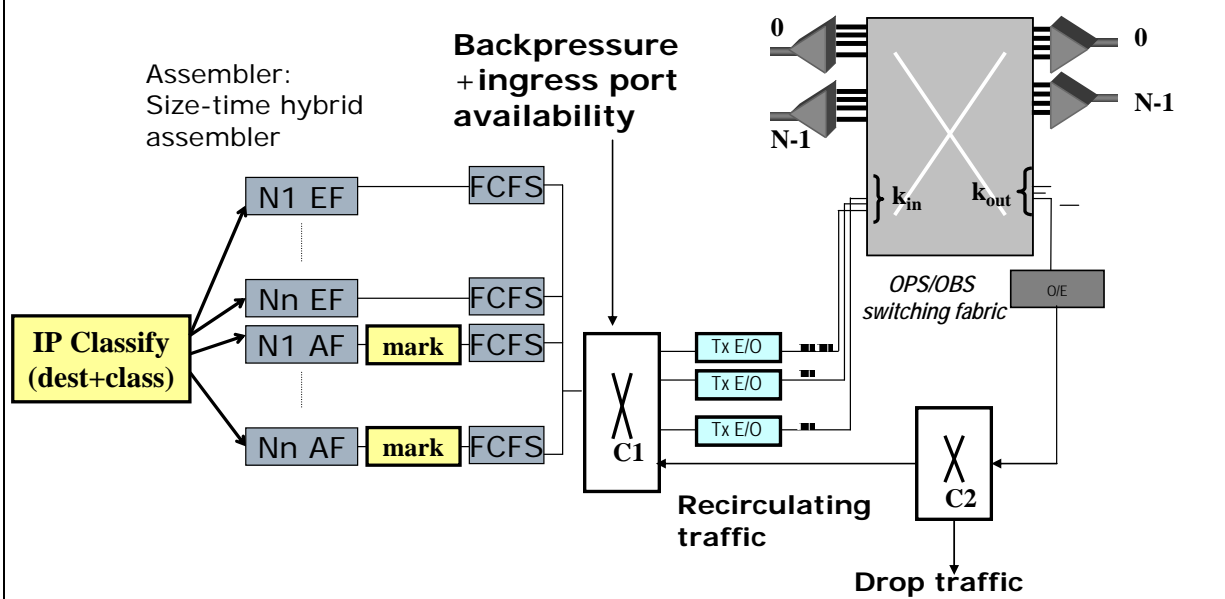 Assembler:
Size-time hybrid
assembler
Backpressure
+ingress port
availability
0
N-1
0
N-1
k_in
k_out
OPS/OBS
switching fabric
O/E
IP Classify
(dest+class)
N1 EF
FCFS
Nn EF
FCFS
N1 AF
mark
FCFS
Nn AF
mark
FCFS
C1
Tx E/O
Tx E/O
Tx E/O
C2
Recirculating
traffic
Drop traffic